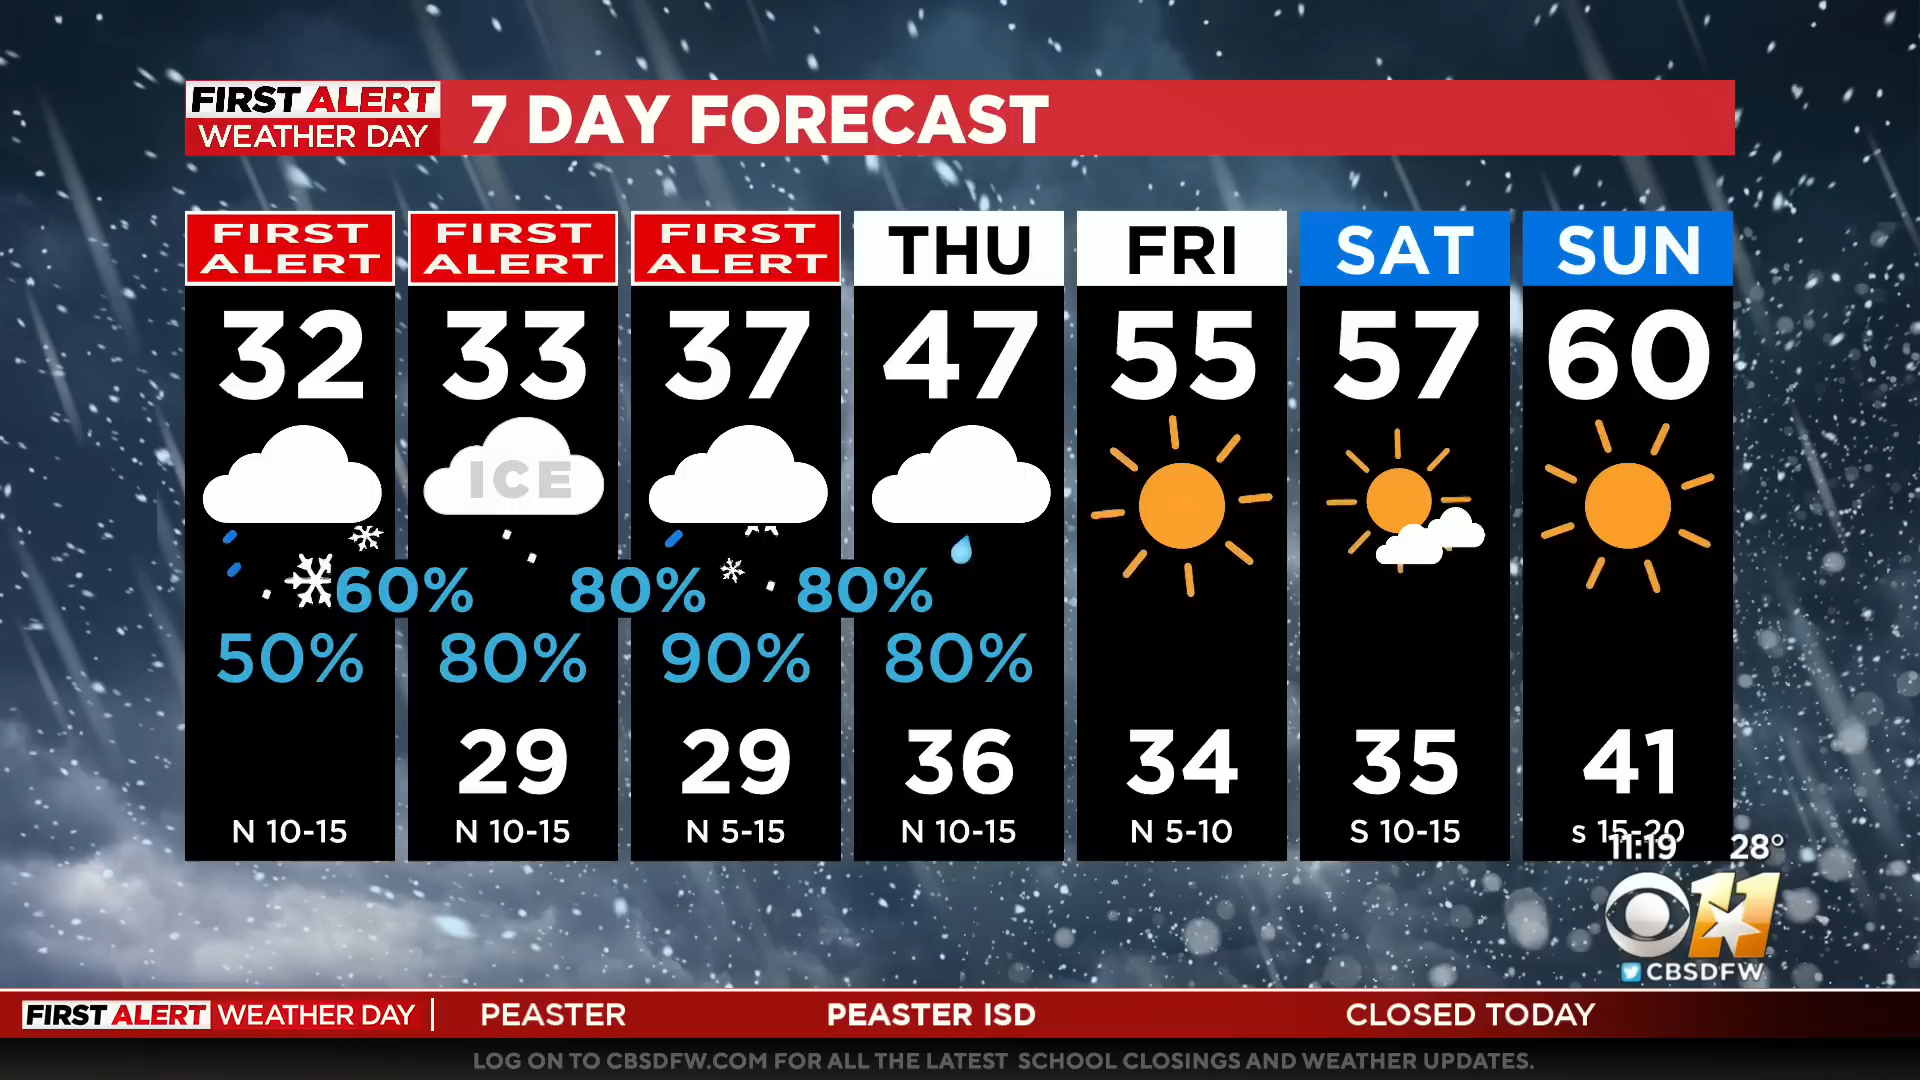 FIRST ALERT
WEATHER DAY
7 DAY FORECAST
FIRST
ALERT
FIRST
ALERT
FIRST
ALERT
THU
FRI
SAT
SUN
32
33
37
47
55
57
60
ICE
60%
80%
80%
50%
80%
90%
80%
29
29
36
34
35
41
N 10-15
N 10-15
N 5-15
N 10-15
N 5-10
S 10-15
s 15-20
11:19
28°
11
CBSDFW
FIRST ALERT WEATHER DAY
PEASTER
PEASTER ISD
CLOSED TODAY
LOG ON TO CBSDFW.COM FOR ALL THE LATEST SCHOOL CLOSINGS AND WEATHER UPDATES.